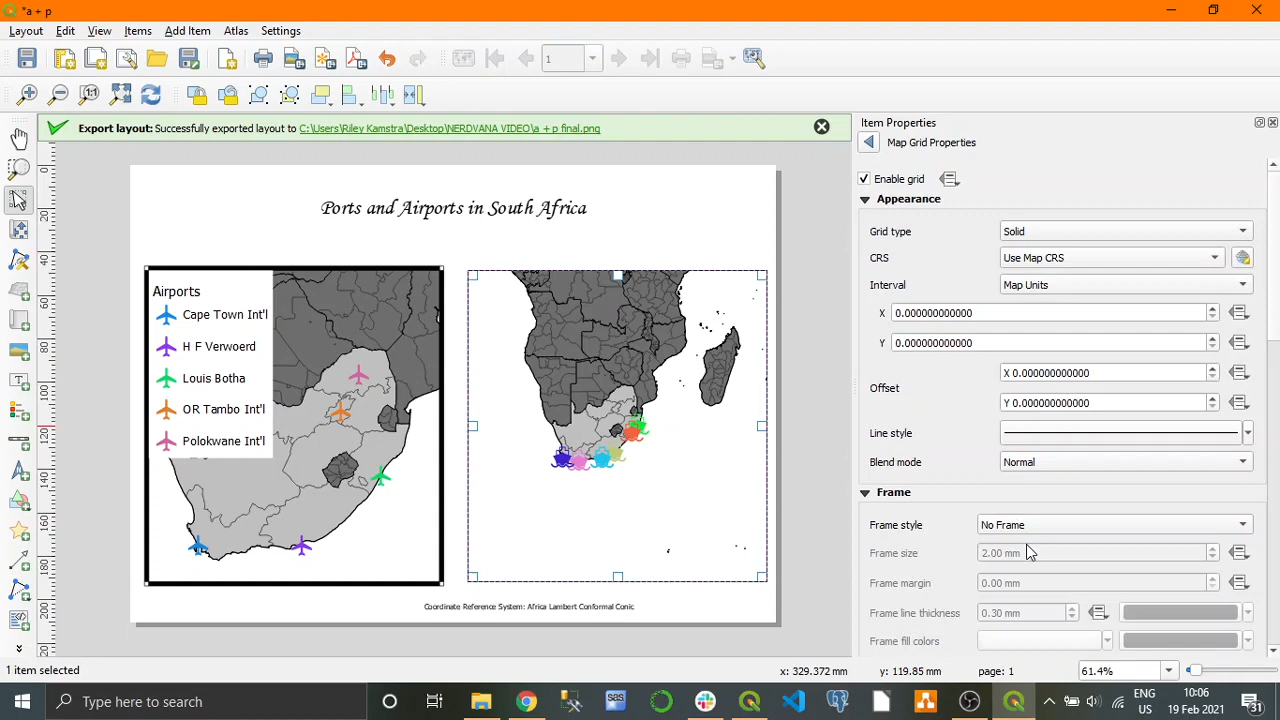 *a + p
Layout Edit View Items Add Item Atlas Settings
1
Export layout: Successfully exported layout to C:\Users\Riley Kamstra\Desktop\NERDVANA VIDEO\a + p final.png
Ports and Airports in South Africa
Airports
Cape Town Int'l
H F Verwoerd
Louis Botha
OR Tambo Int'l
Polokwane Int'l
Coordinate Reference System: Africa Lambert Conformal Conic
Item Properties
Map Grid Properties
Enable grid
Appearance
Grid type Solid
CRS Use Map CRS
Interval Map Units
X 0.000000000000
Y 0.000000000000
Offset X 0.000000000000
Y 0.000000000000
Line style
Blend mode Normal
Frame
Frame style No Frame
Frame size 2.00 mm
Frame margin 0.00 mm
Frame line thickness 0.30 mm
Frame fill colors
1 item selected x: 329.372 mm y: 119.85 mm page: 1 61.4%
Type here to search
sas
ENG
US
10:06
19 Feb 2021
31